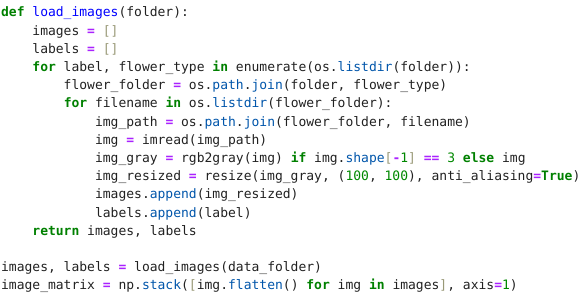 def load_images(folder):
    images = []
    labels = []
    for label, flower_type in enumerate(os.listdir(folder)):
        flower_folder = os.path.join(folder, flower_type)
        for filename in os.listdir(flower_folder):
            img_path = os.path.join(flower_folder, filename)
            img = imread(img_path)
            img_gray = rgb2gray(img) if img.shape[-1] == 3 else img
            img_resized = resize(img_gray, (100, 100), anti_aliasing=True)
            images.append(img_resized)
            labels.append(label)
    return images, labels

images, labels = load_images(data_folder)
image_matrix = np.stack([img.flatten() for img in images], axis=1)